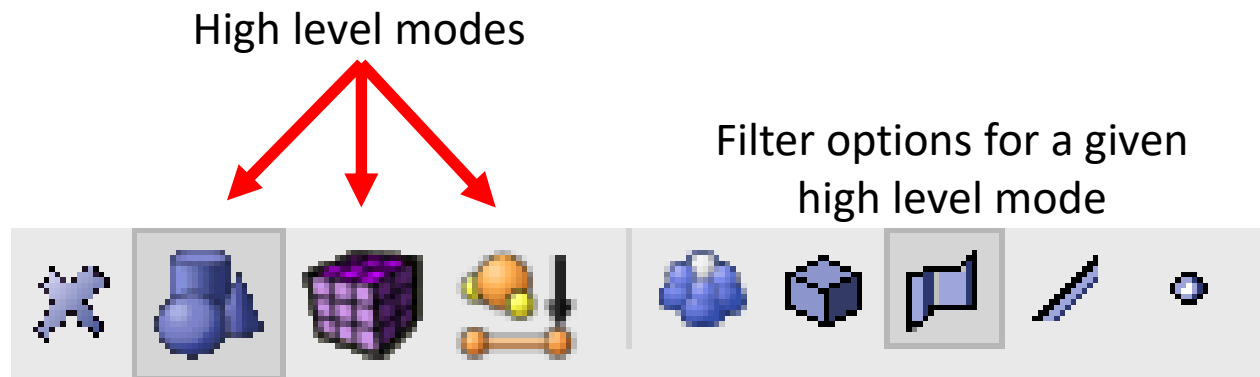 High level modes
Filter options for a given
high level mode